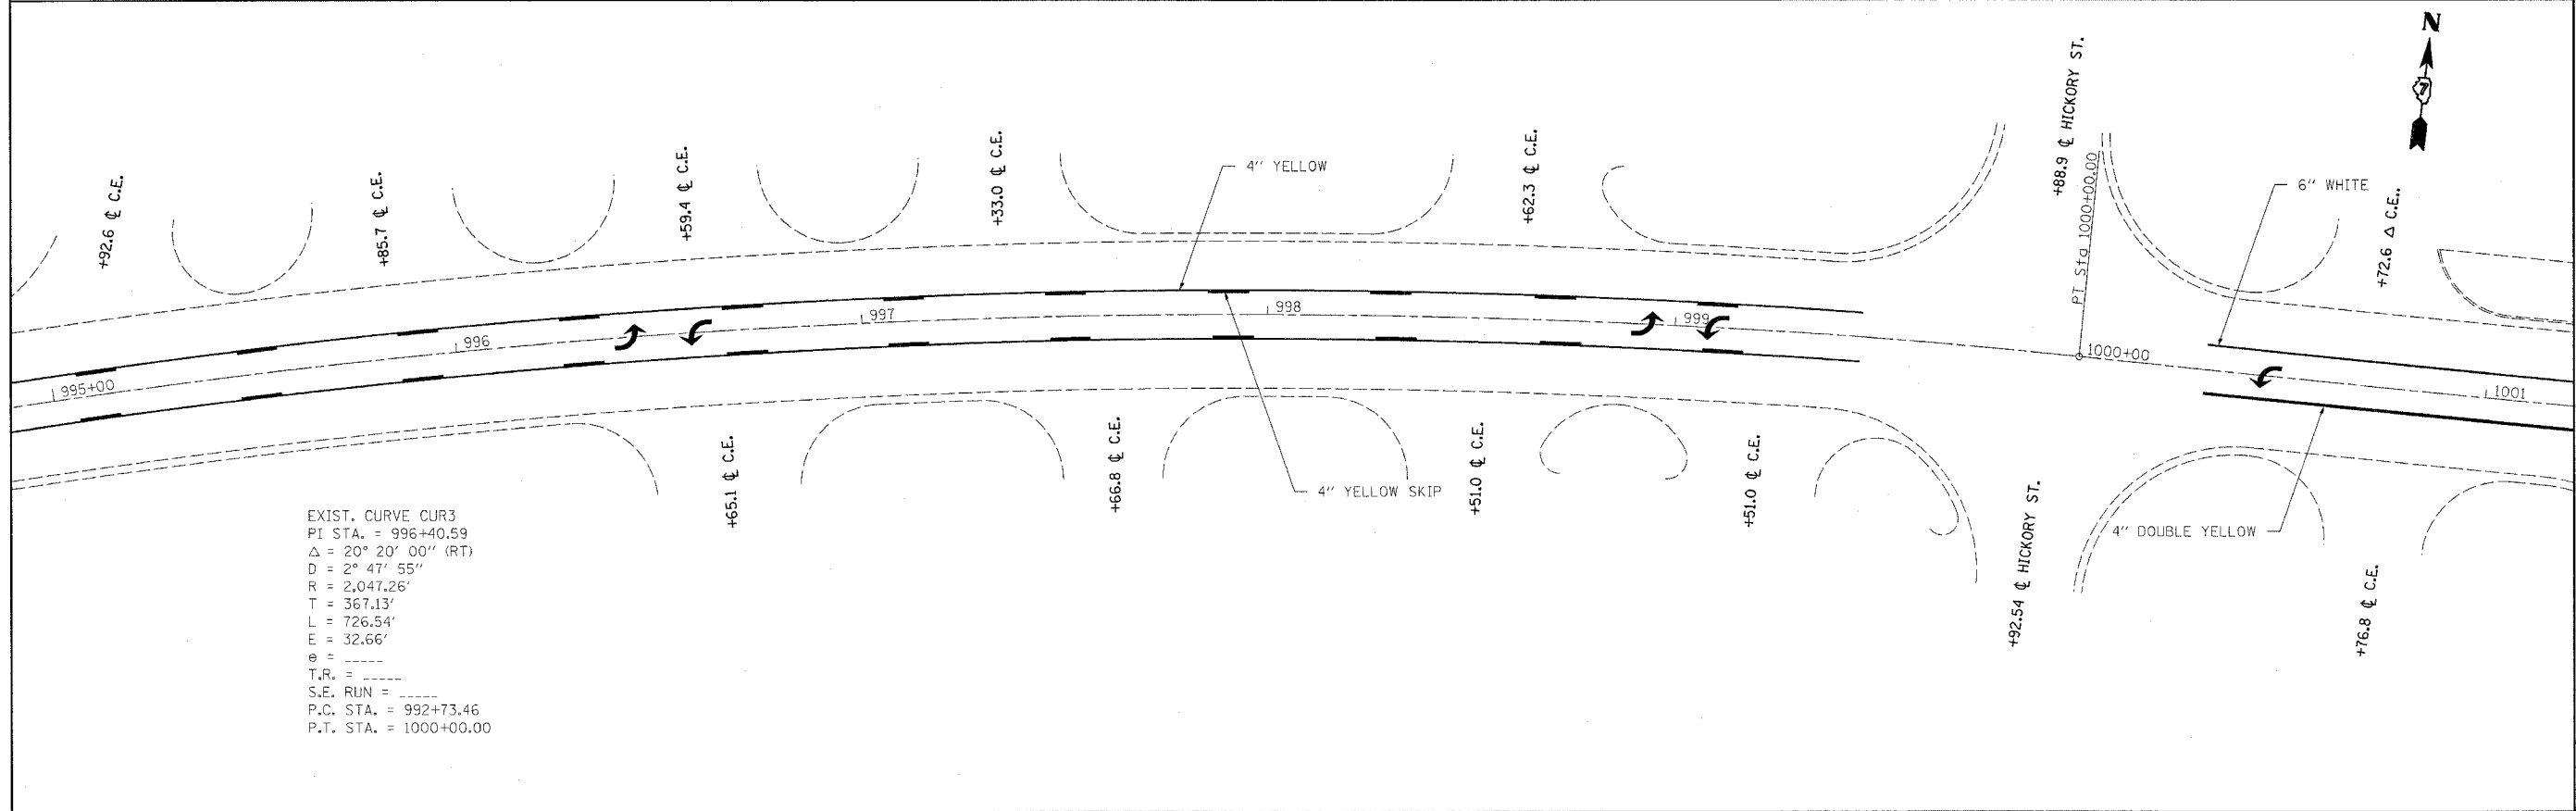 N
7
+92.6 ℄ C.E.
+85.7 ℄ C.E.
+59.4 ℄ C.E.
+33.0 ℄ C.E.
4" YELLOW
+62.3 ℄ C.E.
+88.9 ℄ HICKORY ST.
PT Sta 1000+00.00
6" WHITE
+72.6 Δ C.E..
995+00
996
997
998
999
1000+00
1001
+65.1 ℄ C.E.
+66.8 ℄ C.E.
4" YELLOW SKIP
+51.0 ℄ C.E.
+51.0 ℄ C.E.
+92.54 ℄ HICKORY ST.
4" DOUBLE YELLOW
+76.8 ℄ C.E.
EXIST. CURVE CUR3
PI STA. = 996+40.59
Δ = 20° 20' 00" (RT)
D = 2° 47' 55"
R = 2,047.26'
T = 367.13'
L = 726.54'
E = 32.66'
e = _____
T.R. = _____
S.E. RUN = _____
P.C. STA. = 992+73.46
P.T. STA. = 1000+00.00